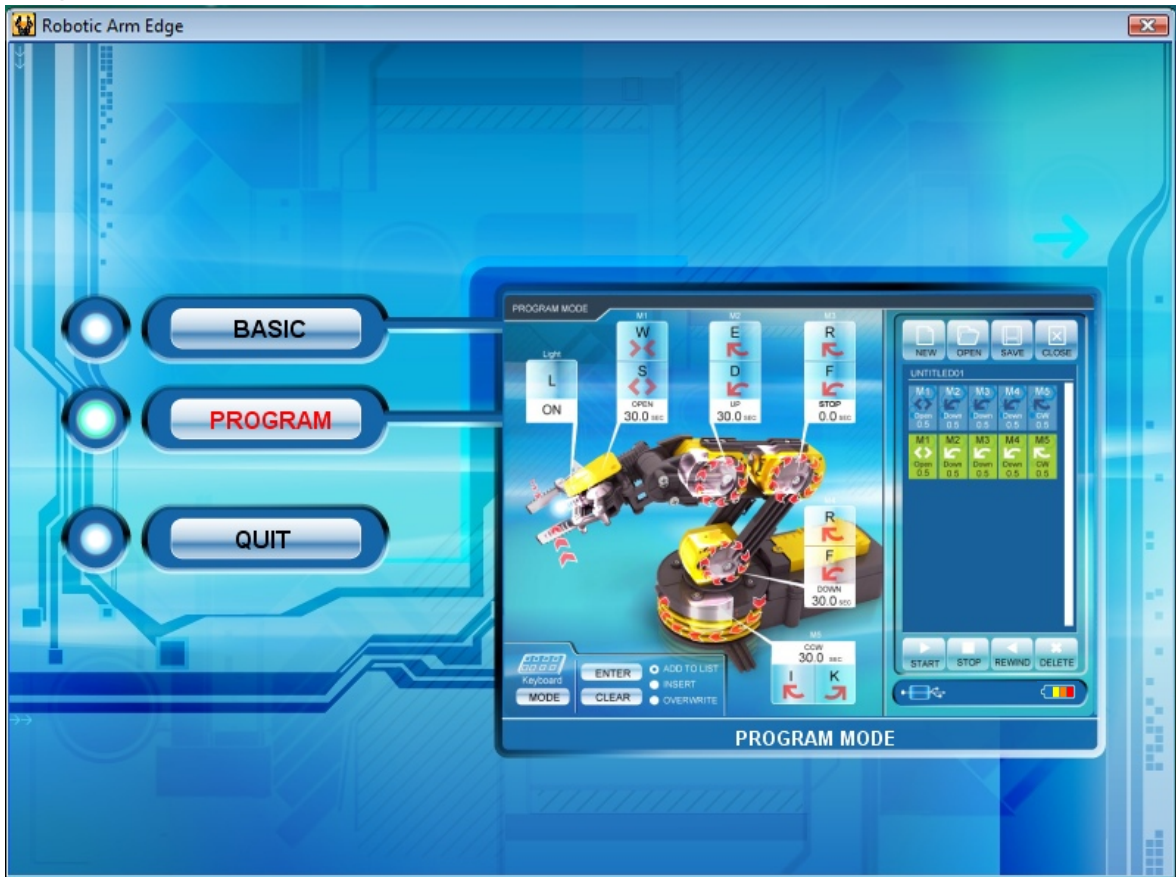 Robotic Arm Edge
BASIC
PROGRAM
QUIT
PROGRAM MODE
Light
L
ON
M1
W
S
OPEN
30.0 SEC
M2
E
D
UP
30.0 SEC
M3
R
F
STOP
0.0 SEC
M4
R
F
DOWN
30.0 SEC
M5
CCW
30.0 SEC
I K
Keyboard
MODE
ENTER
CLEAR
ADD TO LIST
INSERT
OVERWRITE
NEW OPEN SAVE CLOSE
UNTITLED01
M1 M2 M3 M4 M5
Open Down Down Down CW
0.5 0.5 0.5 0.5 0.5
M1 M2 M3 M4 M5
Open Down Down Down CW
0.5 0.5 0.5 0.5 0.5
START STOP REWIND DELETE
PROGRAM MODE